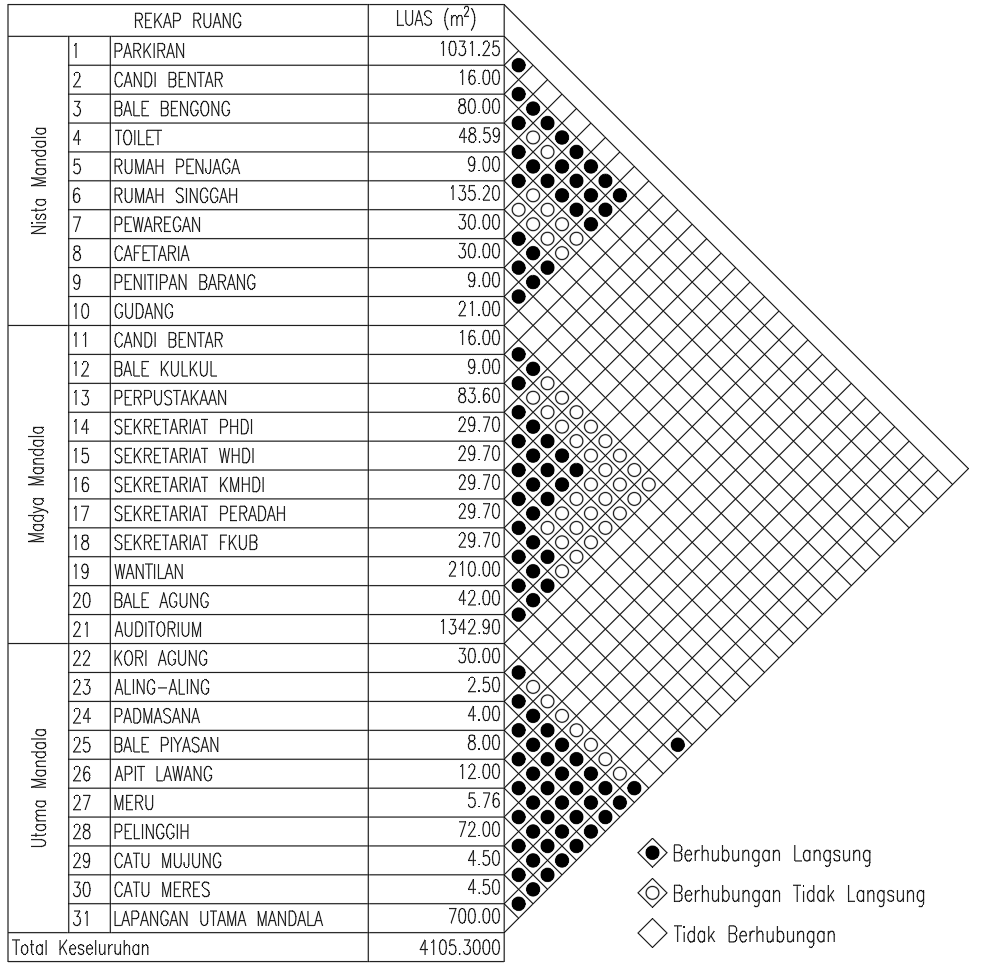 REKAP RUANG LUAS (m²)
Nista Mandala
1 PARKIRAN 1031.25
2 CANDI BENTAR 16.00
3 BALE BENGONG 80.00
4 TOILET 48.59
5 RUMAH PENJAGA 9.00
6 RUMAH SINGGAH 135.20
7 PEWAREGAN 30.00
8 CAFETARIA 30.00
9 PENITIPAN BARANG 9.00
10 GUDANG 21.00
Madya Mandala
11 CANDI BENTAR 16.00
12 BALE KULKUL 9.00
13 PERPUSTAKAAN 83.60
14 SEKRETARIAT PHDI 29.70
15 SEKRETARIAT WHDI 29.70
16 SEKRETARIAT KMHDI 29.70
17 SEKRETARIAT PERADAH 29.70
18 SEKRETARIAT FKUB 29.70
19 WANTILAN 210.00
20 BALE AGUNG 42.00
21 AUDITORIUM 1342.90
Utama Mandala
22 KORI AGUNG 30.00
23 ALING-ALING 2.50
24 PADMASANA 4.00
25 BALE PIYASAN 8.00
26 APIT LAWANG 12.00
27 MERU 5.76
28 PELINGGIH 72.00
29 CATU MUJUNG 4.50
30 CATU MERES 4.50
31 LAPANGAN UTAMA MANDALA 700.00
Total Keseluruhan 4105.3000
Berhubungan Langsung
Berhubungan Tidak Langsung
Tidak Berhubungan